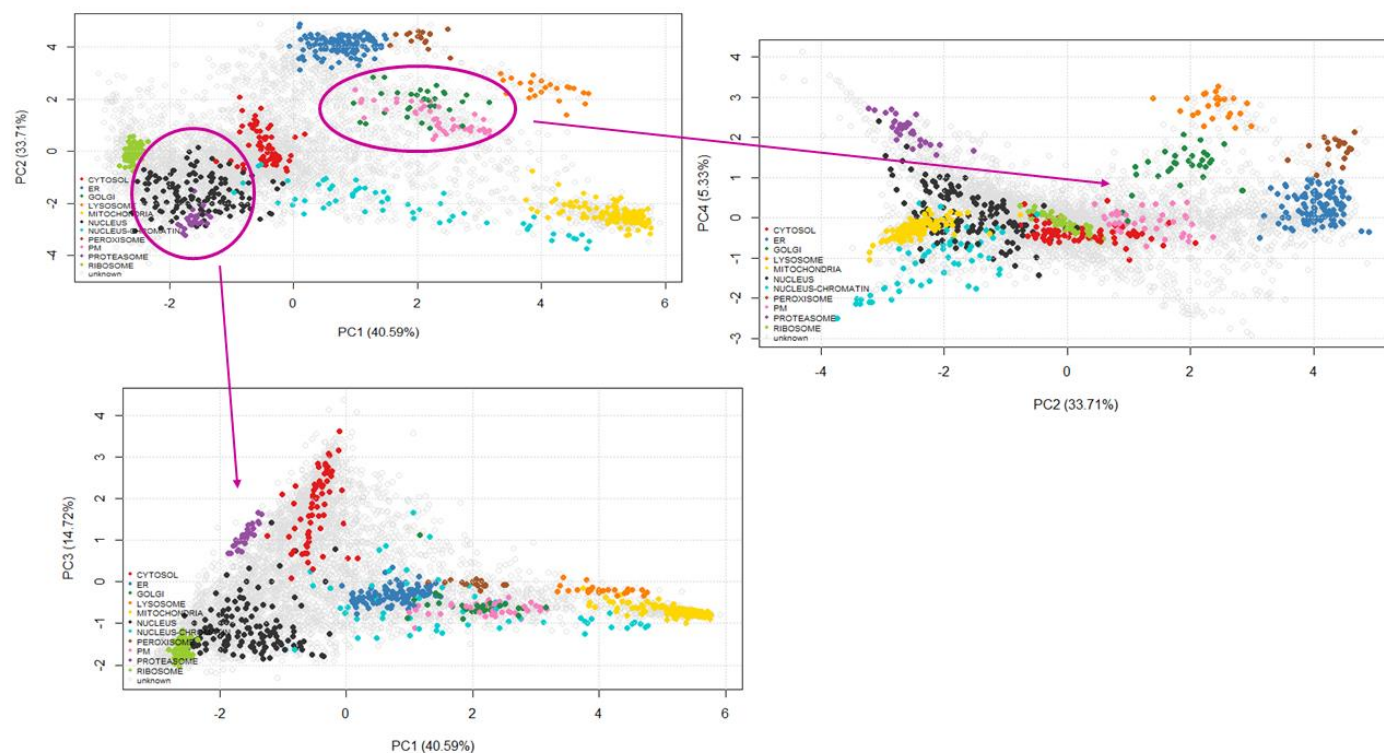 PC2 (33.71%)
4
2
0
-2
-4
CYTOSOL
ER
GOLGI
LYSOSOME
MITOCHONDRIA
NUCLEUS
NUCLEUS-CHROMATIN
PEROXISOME
PM
PROTEASOME
RIBOSOME
unknown
-2 0 2 4 6
PC1 (40.59%)
PC4 (5.33%)
4
3
2
1
0
-1
-2
-3
CYTOSOL
ER
GOLGI
LYSOSOME
MITOCHONDRIA
NUCLEUS
NUCLEUS-CHROMATIN
PEROXISOME
PM
PROTEASOME
RIBOSOME
unknown
-4 -2 0 2 4
PC2 (33.71%)
PC3 (14.72%)
4
3
2
1
0
-1
-2
CYTOSOL
ER
GOLGI
LYSOSOME
MITOCHONDRIA
NUCLEUS
PEROXISOME
PM
PROTEASOME
RIBOSOME
unknown
-2 0 2 4 6
PC1 (40.59%)